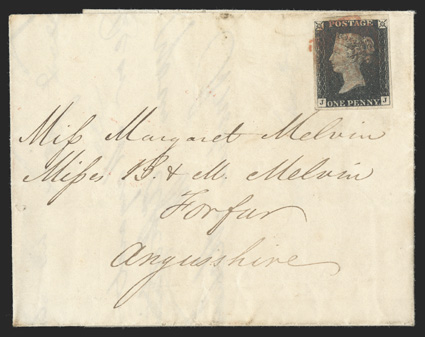 POSTAGE
J J
ONE PENNY
Miss Margaret Melvin
Misses B. & M. Melvin
Forfar
Angusshire